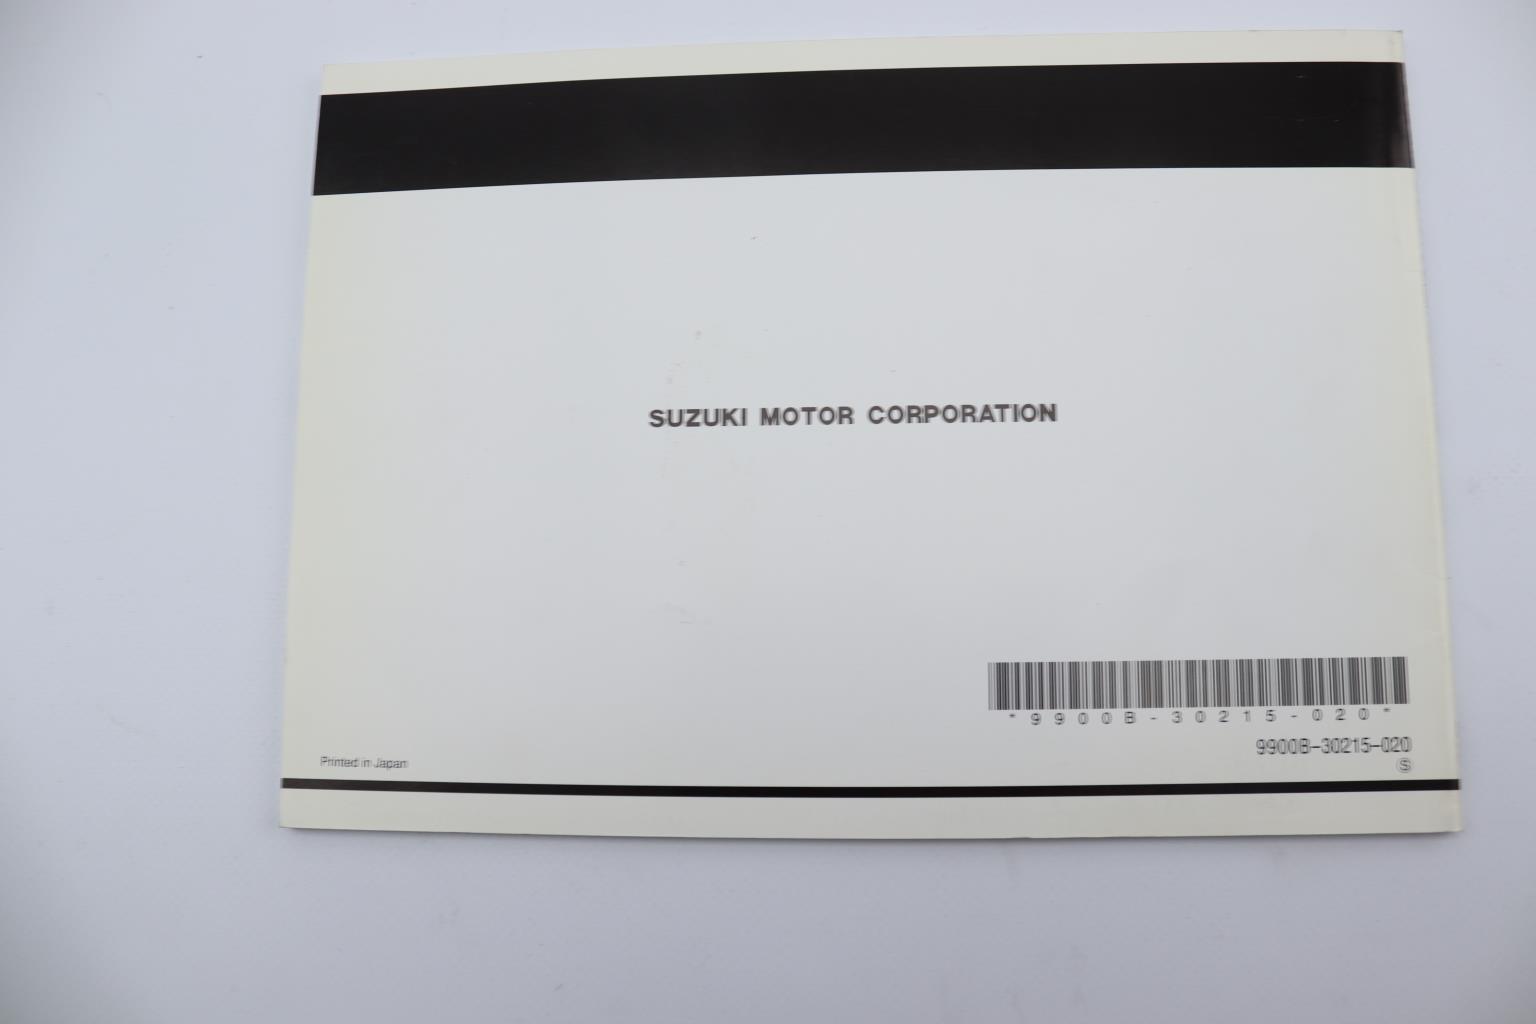 SUZUKI MOTOR CORPORATION
*9900B-30215-020*
9900B-30215-020
Ⓢ
Printed in Japan